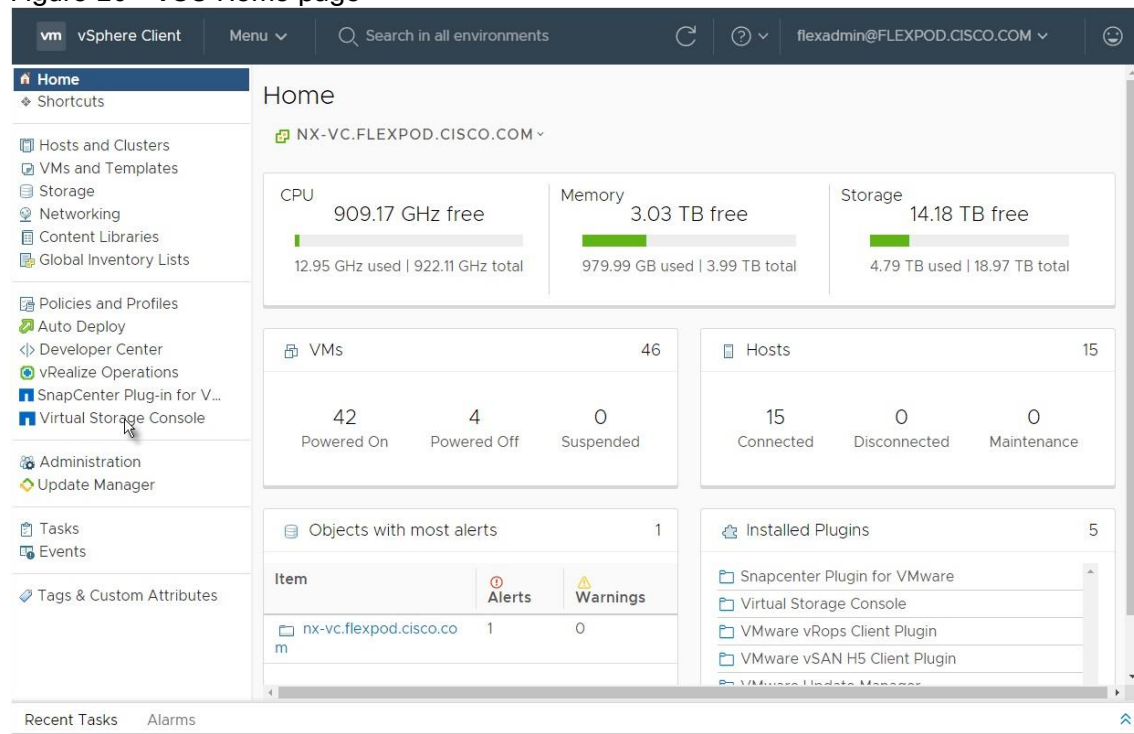 vm vSphere Client Menu Search in all environments flexadmin@FLEXPOD.CISCO.COM
Home
Shortcuts
Hosts and Clusters
VMs and Templates
Storage
Networking
Content Libraries
Global Inventory Lists
Policies and Profiles
Auto Deploy
Developer Center
vRealize Operations
SnapCenter Plug-in for V...
Virtual Storage Console
Administration
Update Manager
Tasks
Events
Tags & Custom Attributes
Home
NX-VC.FLEXPOD.CISCO.COM
CPU
909.17 GHz free
12.95 GHz used | 922.11 GHz total
Memory
3.03 TB free
979.99 GB used | 3.99 TB total
Storage
14.18 TB free
4.79 TB used | 18.97 TB total
VMs 46
42 4 0
Powered On Powered Off Suspended
Hosts 15
15 0 0
Connected Disconnected Maintenance
Objects with most alerts 1
Item Alerts Warnings
nx-vc.flexpod.cisco.co 1 0
m
Installed Plugins 5
Snapcenter Plugin for VMware
Virtual Storage Console
VMware vRops Client Plugin
VMware vSAN H5 Client Plugin
VMware Update Manager
Recent Tasks Alarms